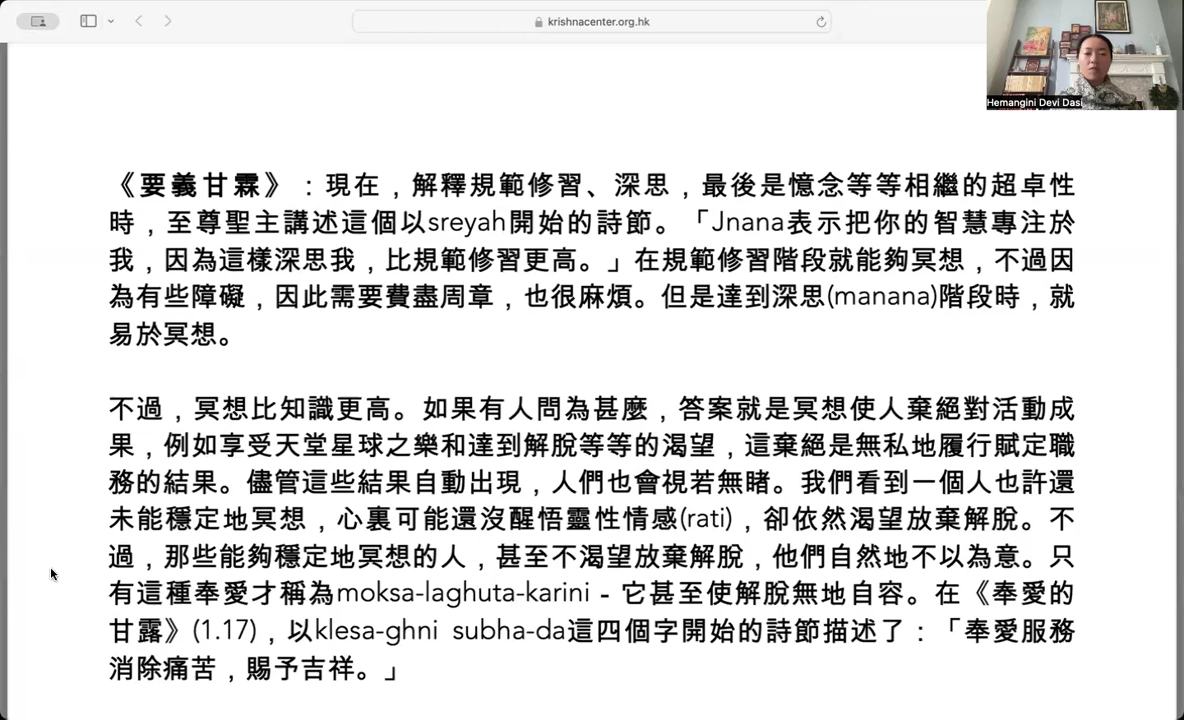 krishnacenter.org.hk
Hemangini Devi Dasi
《要義甘霖》：現在，解釋規範修習、深思，最後是憶念等等相繼的超卓性
時，至尊聖主講述這個以sreyah開始的詩節。「Jnana表示把你的智慧專注於
我，因為這樣深思我，比規範修習更高。」在規範修習階段就能夠冥想，不過因
為有些障礙，因此需要費盡周章，也很麻煩。但是達到深思(manana)階段時，就
易於冥想。
不過，冥想比知識更高。如果有人問為甚麼，答案就是冥想使人棄絕對活動成
果，例如享受天堂星球之樂和達到解脫等等的渴望，這棄絕是無私地履行賦定職
務的結果。儘管這些結果自動出現，人們也會視若無睹。我們看到一個人也許還
未能穩定地冥想，心裏可能還沒醒悟靈性情感(rati)，卻依然渴望放棄解脫。不
過，那些能夠穩定地冥想的人，甚至不渴望放棄解脫，他們自然地不以為意。只
有這種奉愛才稱為moksa-laghuta-karini - 它甚至使解脫無地自容。在《奉愛的
甘露》(1.17)，以klesa-ghni subha-da這四個字開始的詩節描述了：「奉愛服務
消除痛苦，賜予吉祥。」